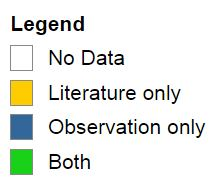 Legend
No Data
Literature only
Observation only
Both